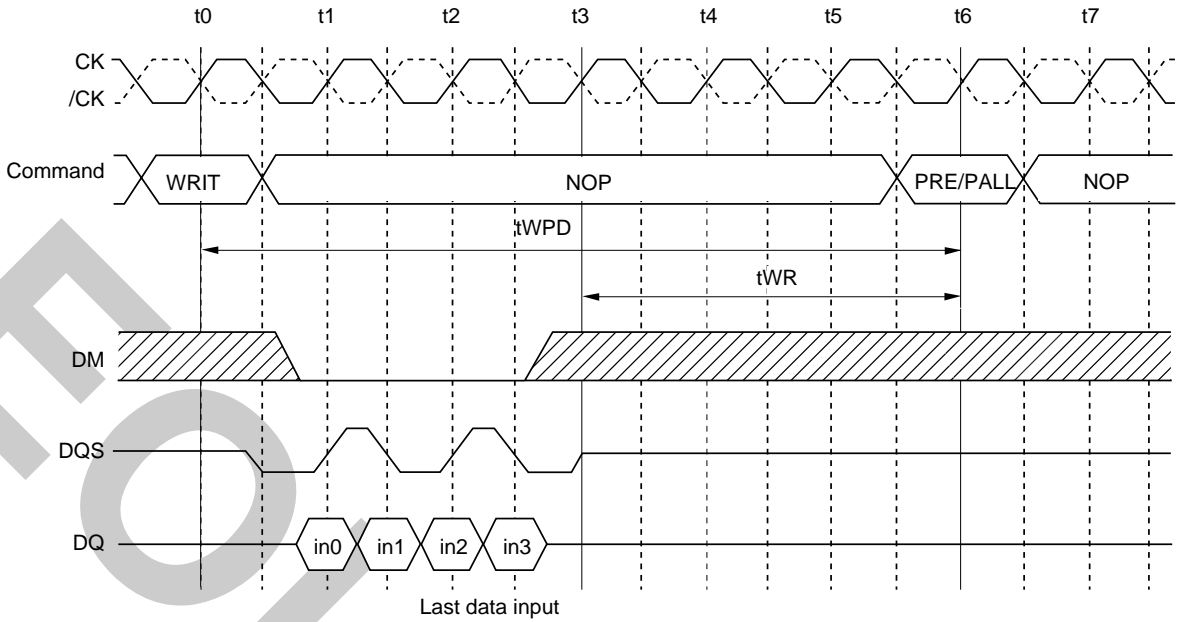 t0 t1 t2 t3 t4 t5 t6 t7
CK
/CK
Command WRIT NOP PRE/PALL NOP
tWPD
tWR
DM
DQS
DQ in0 in1 in2 in3
Last data input